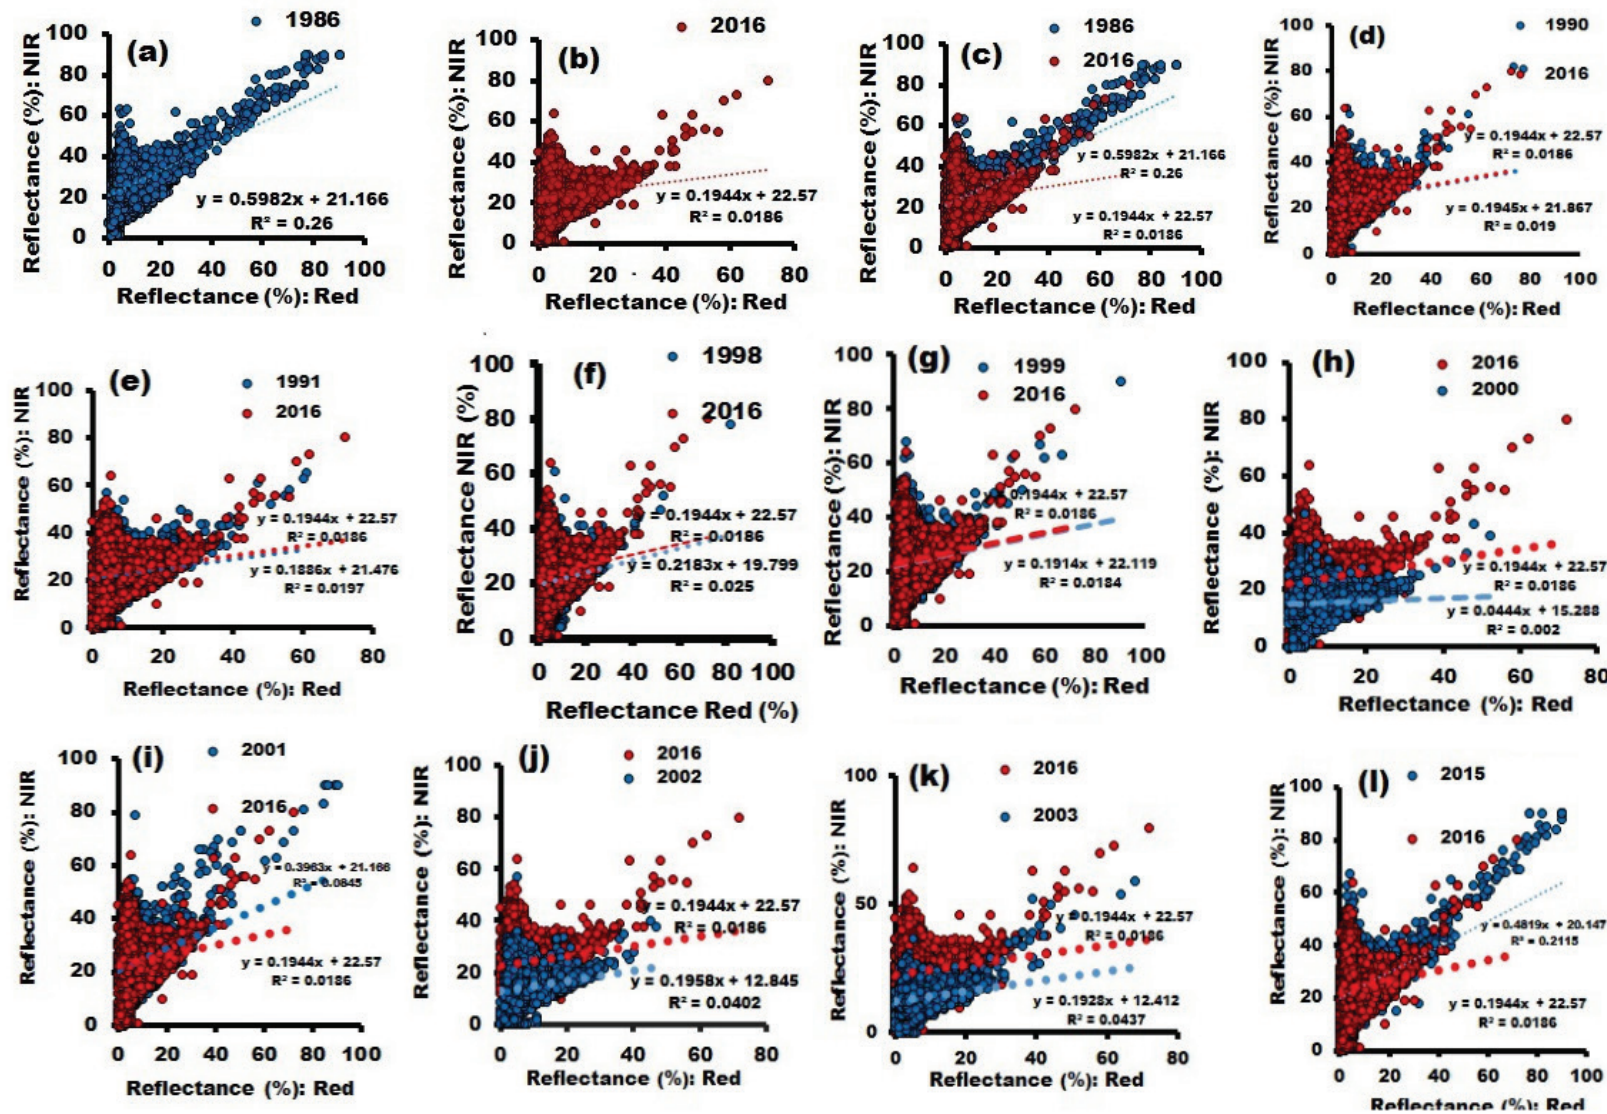 (a)
1986
Reflectance (%): NIR
100
80
60
40
20
0
y = 0.5982x + 21.166
R² = 0.26
0 20 40 60 80 100
Reflectance (%): Red
(b)
2016
Reflectance (%): NIR
100
80
60
40
20
0
y = 0.1944x + 22.57
R² = 0.0186
0 20 40 60 80
Reflectance (%): Red
(c)
1986
2016
Reflectance (%): NIR
100
80
60
40
20
0
y = 0.5982x + 21.166
R² = 0.26
y = 0.1944x + 22.57
R² = 0.0186
0 20 40 60 80 100
Reflectance (%): Red
(d)
1990
2016
Reflectance (%): NIR
100
80
60
40
20
0
y = 0.1944x + 22.57
R² = 0.0186
y = 0.1945x + 21.867
R² = 0.019
0 20 40 60 80 100
Reflectance (%): Red
(e)
1991
2016
Reflectance (%): NIR
100
80
60
40
20
0
y = 0.1944x + 22.57
R² = 0.0186
y = 0.1886x + 21.476
R² = 0.0197
0 20 40 60 80
Reflectance (%): Red
(f)
1998
2016
Reflectance NIR (%)
100
80
60
40
20
0
y = 0.1944x + 22.57
R² = 0.0186
y = 0.2183x + 19.799
R² = 0.025
0 20 40 60 80 100
Reflectance Red (%)
(g)
1999
2016
Reflectance (%): NIR
100
80
60
40
20
0
y = 0.1944x + 22.57
R² = 0.0186
y = 0.1914x + 22.119
R² = 0.0184
0 20 40 60 80 100
Reflectance (%): Red
(h)
2016
2000
Reflectance (%): NIR
100
80
60
40
20
0
y = 0.1944x + 22.57
R² = 0.0186
y = 0.0444x + 15.288
R² = 0.002
0 20 40 60 80
Reflectance (%): Red
(i)
2001
2016
Reflectance (%): NIR
100
80
60
40
20
0
y = 0.3963x + 21.166
R² = 0.0845
y = 0.1944x + 22.57
R² = 0.0186
0 20 40 60 80 100
Reflectance (%): Red
(j)
2016
2002
Reflectance (%): NIR
100
80
60
40
20
0
y = 0.1944x + 22.57
R² = 0.0186
y = 0.1958x + 12.845
R² = 0.0402
0 20 40 60 80
Reflectance (%): Red
(k)
2016
2003
Reflectance (%): NIR
100
50
0
y = 0.1944x + 22.57
R² = 0.0186
y = 0.1928x + 12.412
R² = 0.0437
0 20 40 60 80
Reflectance (%): Red
(l)
2015
2016
Reflectance (%): NIR
100
80
60
40
20
0
y = 0.4819x + 20.147
R² = 0.2115
y = 0.1944x + 22.57
R² = 0.0186
0 20 40 60 80 100
Reflectance (%): Red